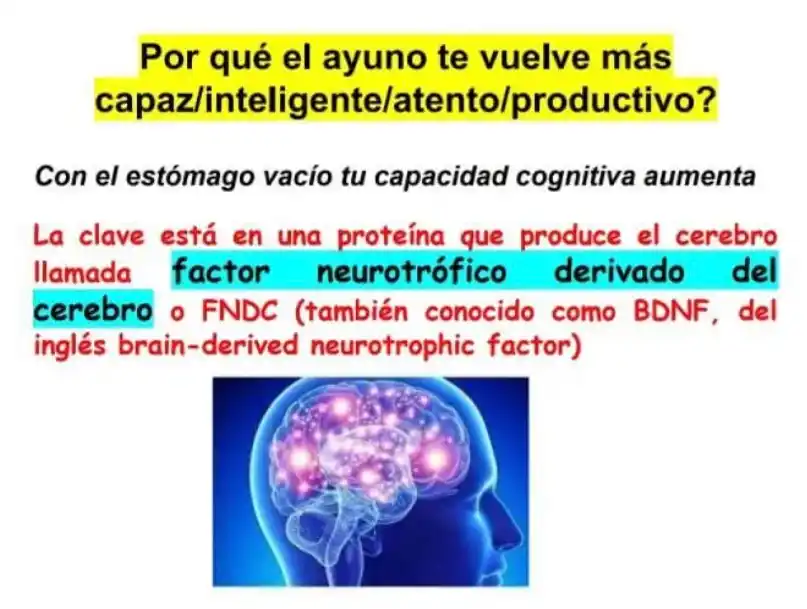 Por qué el ayuno te vuelve más
capaz/inteligente/atento/productivo?
Con el estómago vacío tu capacidad cognitiva aumenta
La clave está en una proteína que produce el cerebro
llamada factor neurotrófico derivado del
cerebro o FNDC (también conocido como BDNF, del
inglés brain-derived neurotrophic factor)